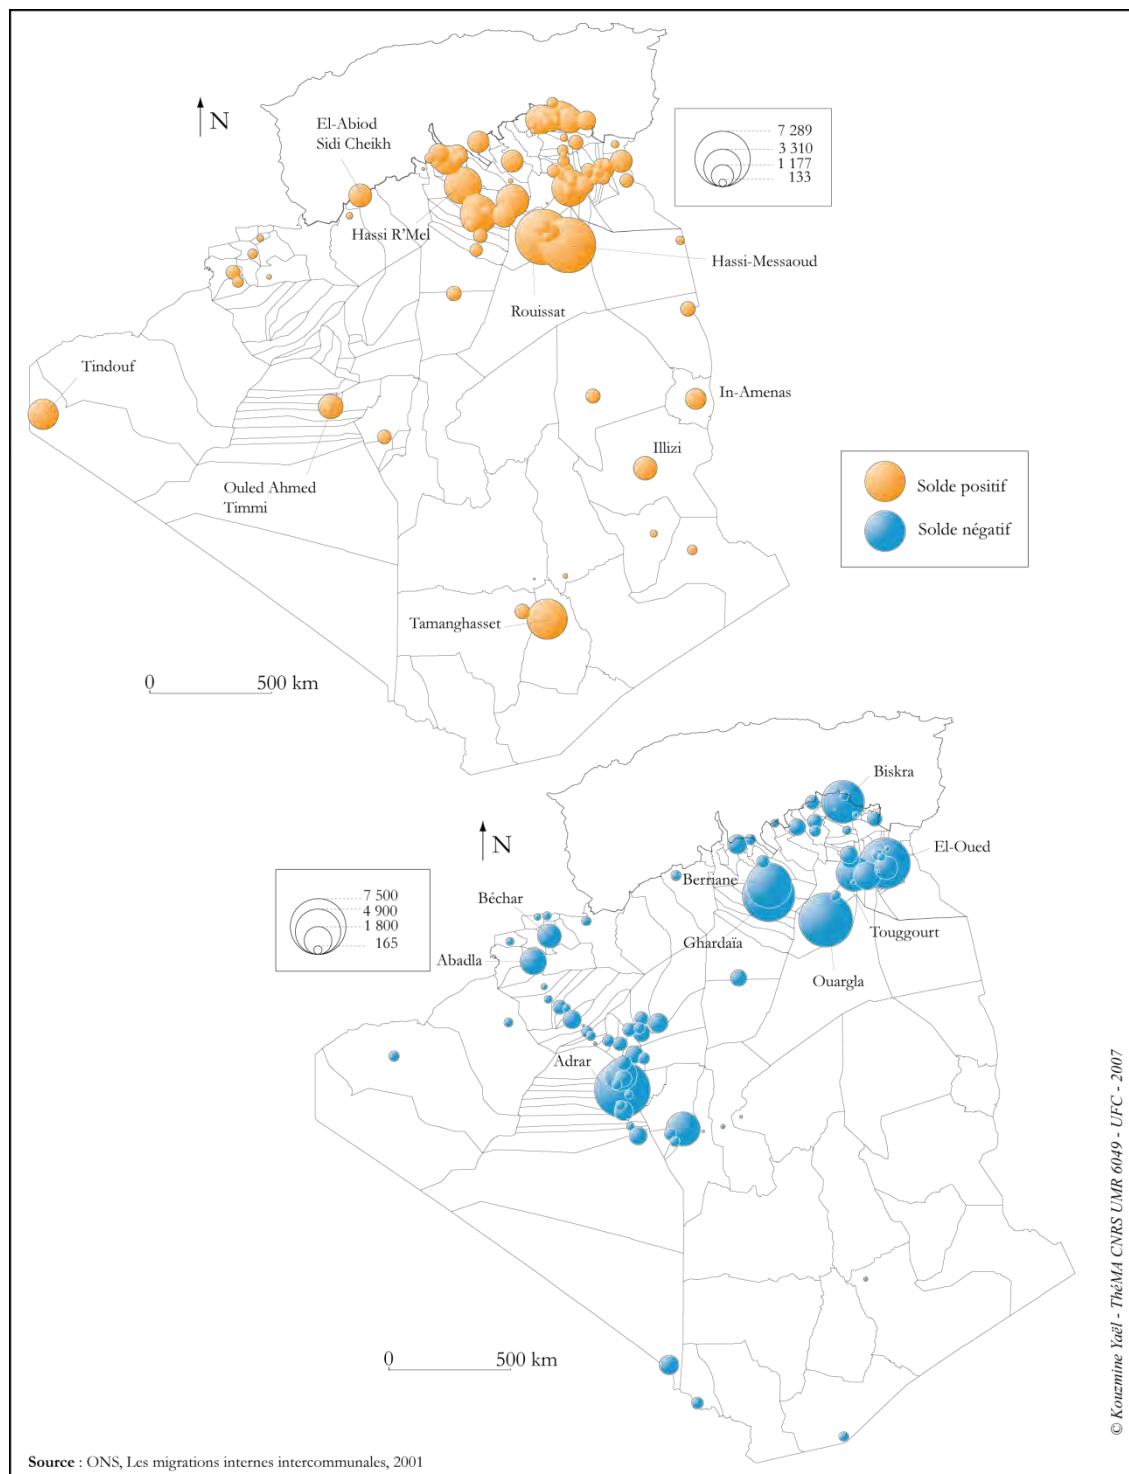 N
El-Abiod
Sidi Cheikh
7 289
3 310
1 177
133
Hassi R'Mel
Hassi-Messaoud
Rouissat
Tindouf
In-Amenas
Illizi
Ouled Ahmed
Timmi
Solde positif
Solde négatif
Tamanghasset
0 500 km
N
Biskra
El-Oued
Berriane
7 500
4 900
1 800
165
Béchar
Touggourt
Ghardaïa
Abadla
Ouargla
Adrar
0 500 km
© Kouzmine Yaël - ThéMA CNRS UMR 6049 - UFC - 2007
Source : ONS, Les migrations internes intercommunales, 2001